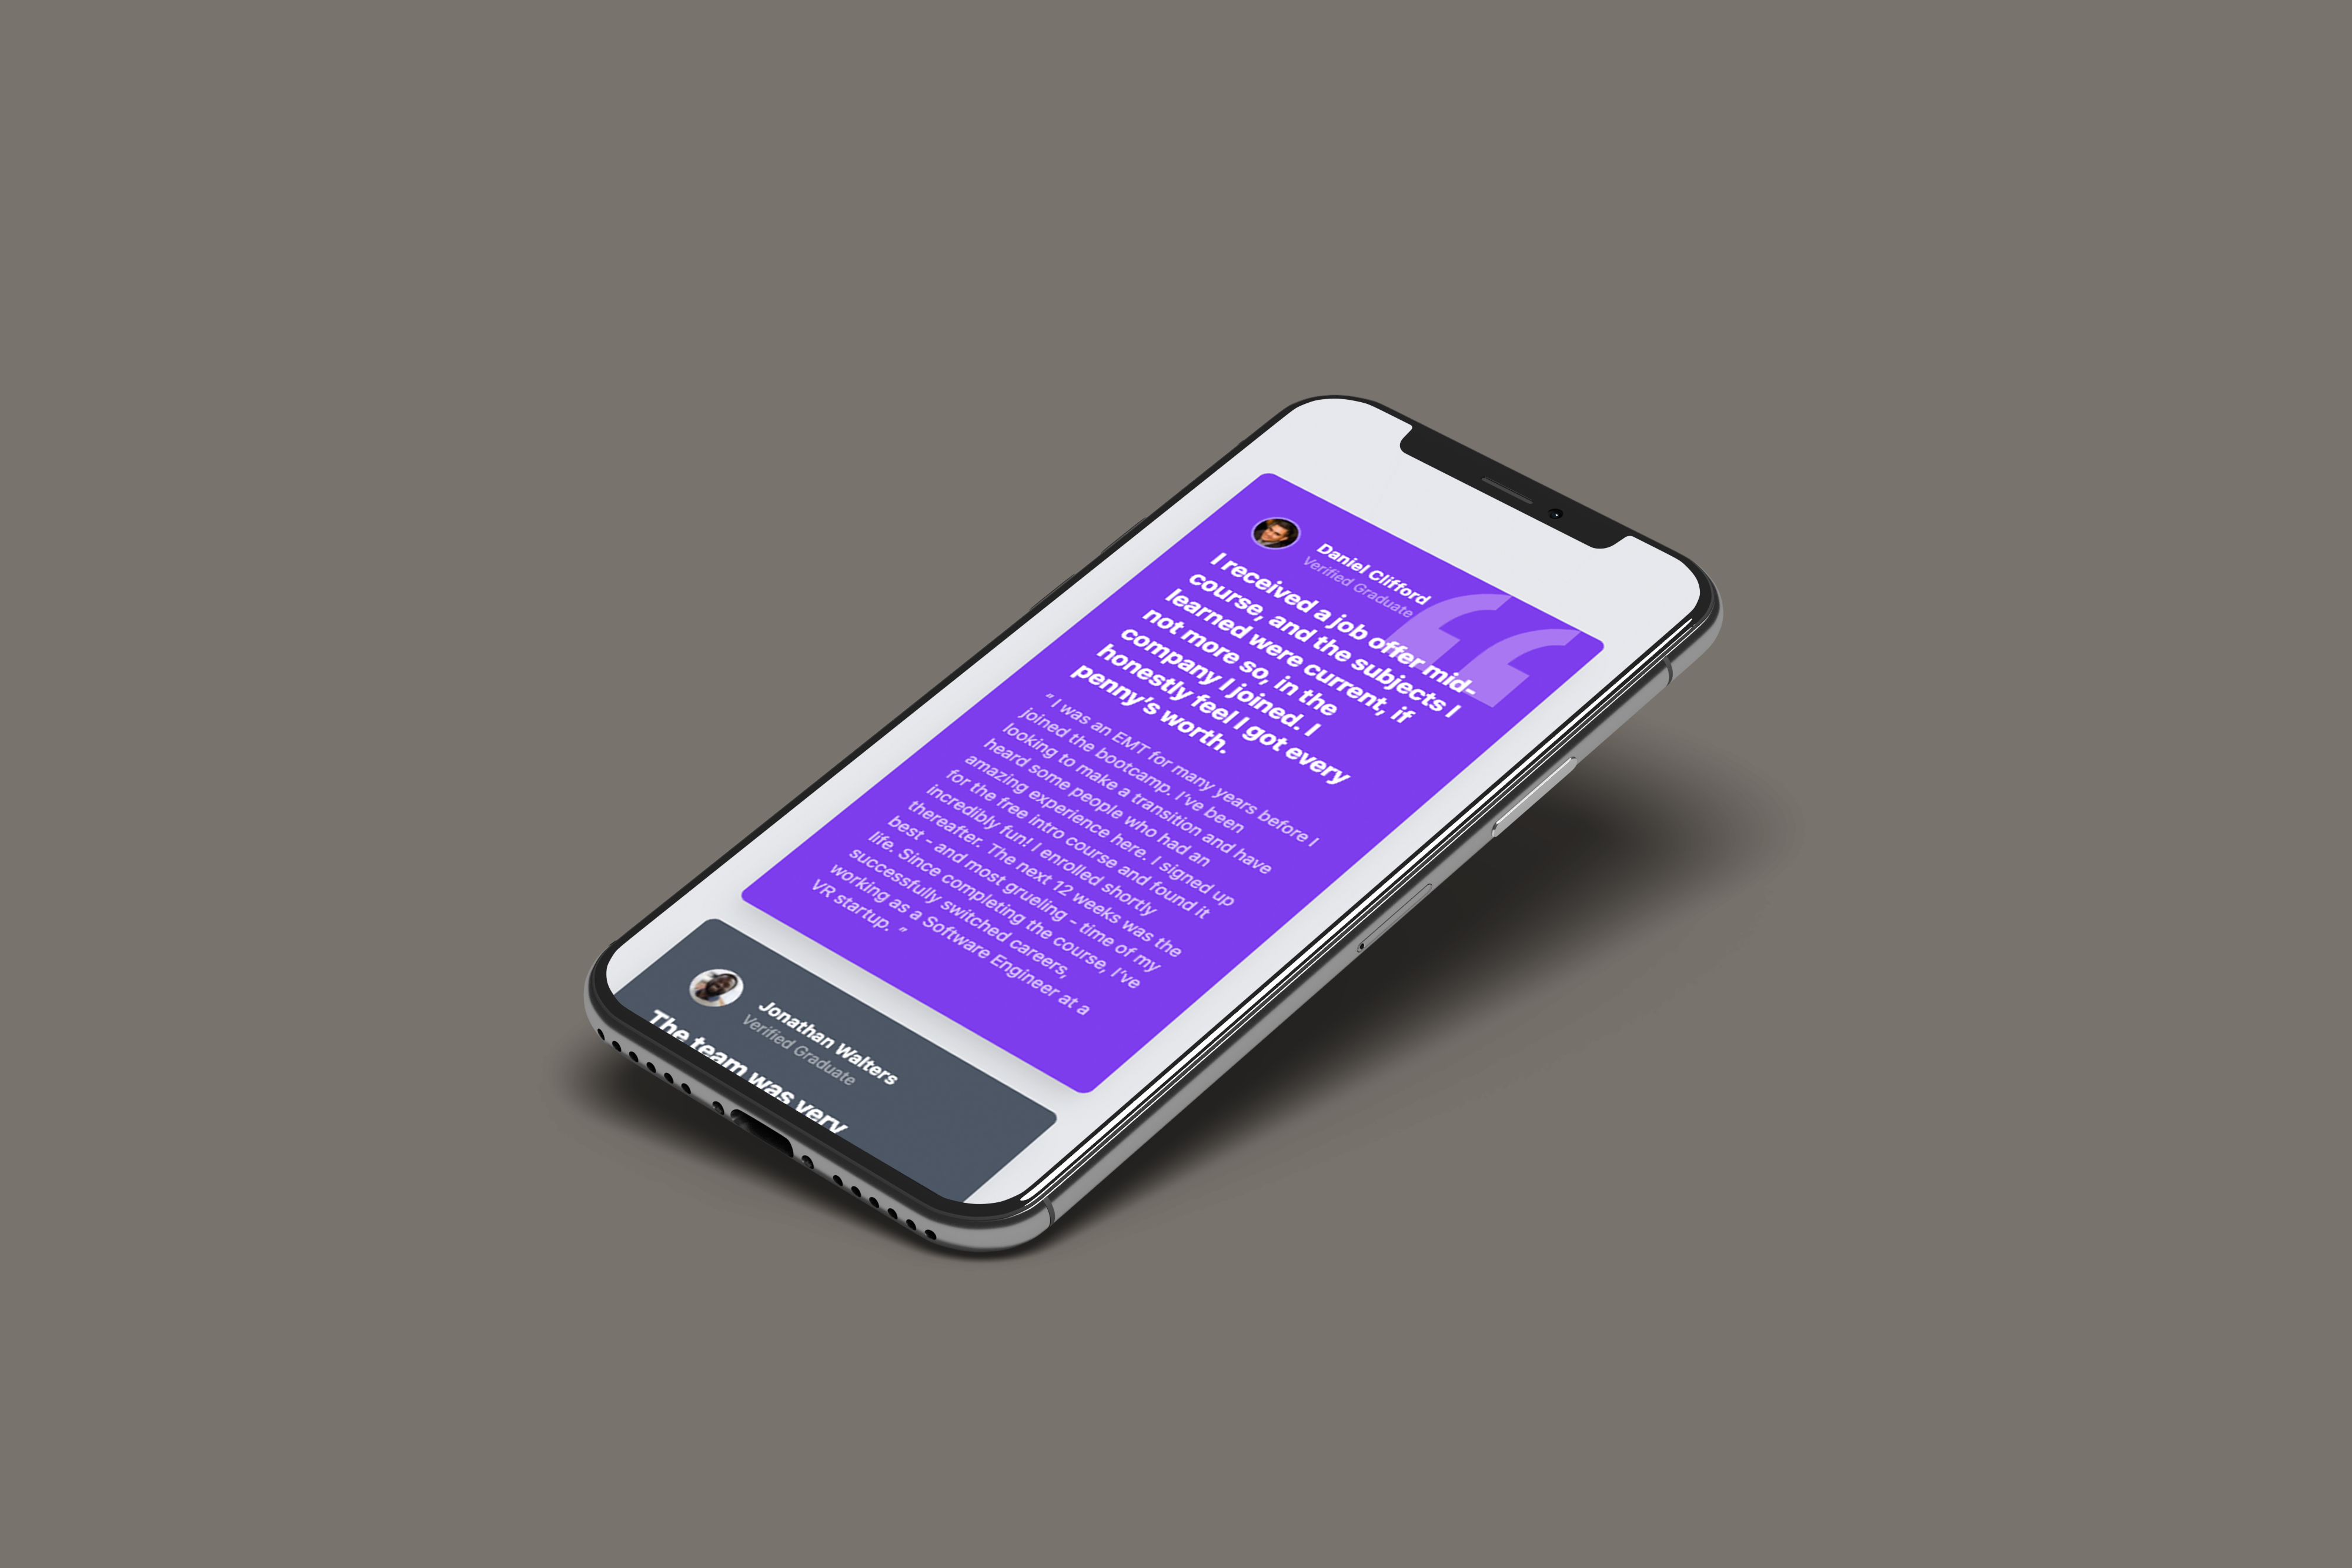 Daniel Clifford
Verified Graduate
I received a job offer mid-
course, and the subjects I
learned were current, if
not more so, in the
company I joined. I
honestly feel I got every
penny's worth.
“ I was an EMT for many years before I
joined the bootcamp. I've been
looking to make a transition and have
heard some people who had an
amazing experience here. I signed up
for the free intro course and found it
incredibly fun! I enrolled shortly
thereafter. The next 12 weeks was the
best - and most grueling - time of my
life. Since completing the course, I've
successfully switched careers,
working as a Software Engineer at a
VR startup. ”
Jonathan Walters
Verified Graduate
The team was very